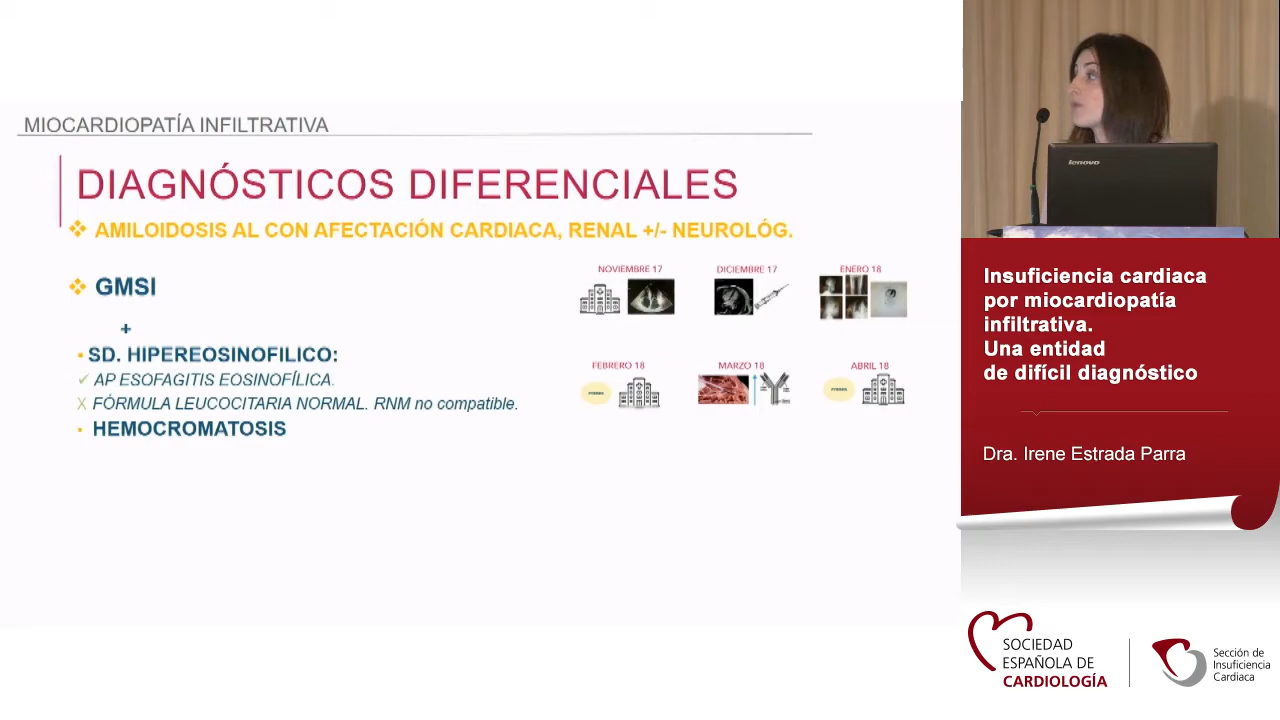 MIOCARDIOPATÍA INFILTRATIVA
DIAGNÓSTICOS DIFERENCIALES
❖ AMILOIDOSIS AL CON AFECTACIÓN CARDIACA, RENAL +/- NEUROLÓG.
❖ GMSI
+
• SD. HIPEREOSINOFILICO:
✓ AP ESOFAGITIS EOSINOFÍLICA.
X FÓRMULA LEUCOCITARIA NORMAL. RNM no compatible.
• HEMOCROMATOSIS
NOVIEMBRE 17
DICIEMBRE 17
ENERO 18
FEBRERO 18
MARZO 18
ABRIL 18
lenovo
Insuficiencia cardiaca
por miocardiopatía
infiltrativa.
Una entidad
de difícil diagnóstico
Dra. Irene Estrada Parra
SOCIEDAD
ESPAÑOLA DE
CARDIOLOGÍA
Sección de
Insuficiencia
Cardiaca